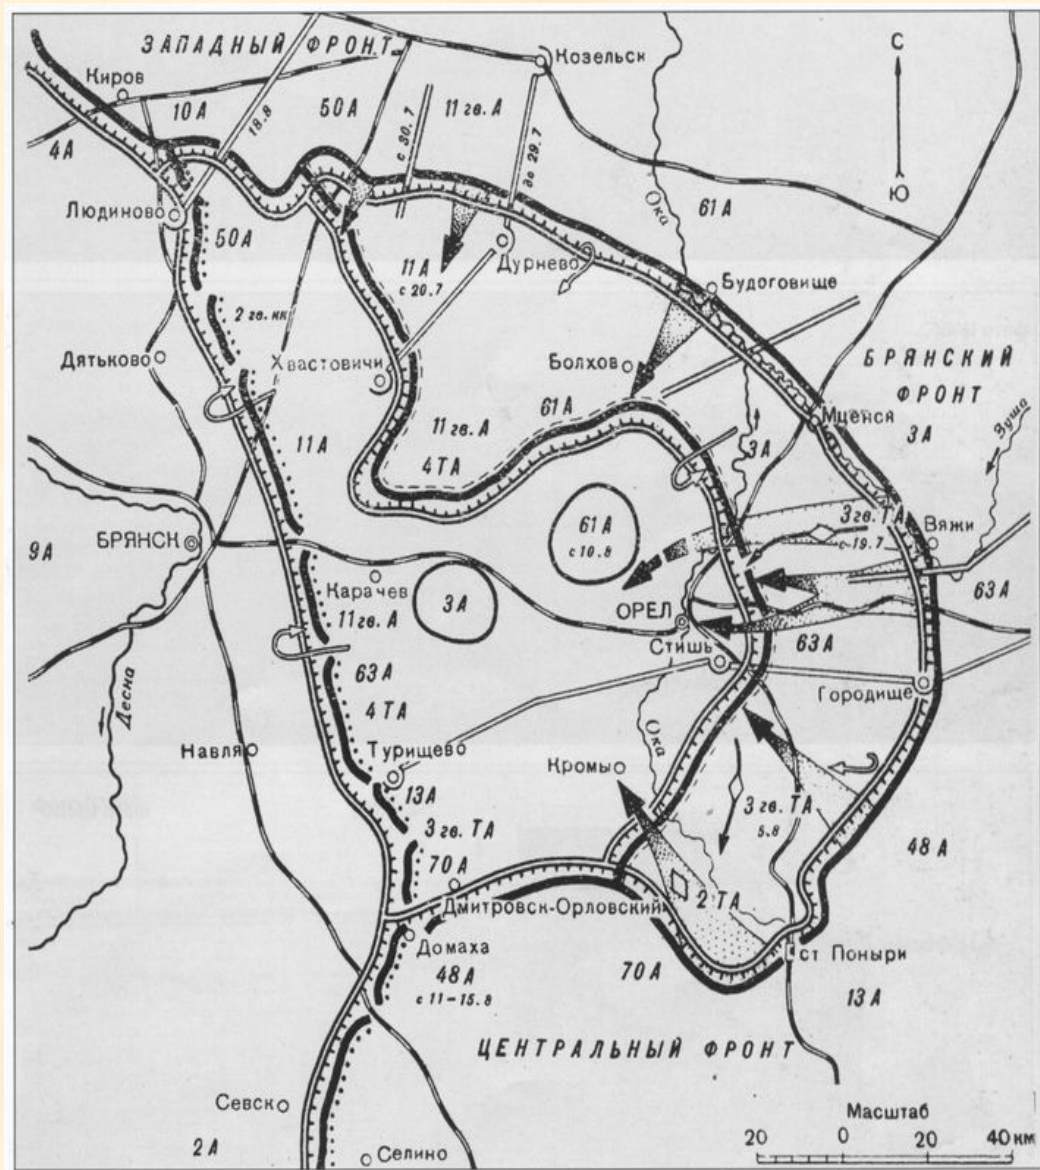 ЗАПАДНЫЙ ФРОНТ
Козельск
С
Киров
10 А
18.8
50 А
11 гв. А
с 30.7
до 29.7
4 А
Ю
Ока
61 А
Людиново
50 А
11 А
с 20.7
Дурнево
Будоговище
2 гв. кк
Дятьково
Хвастовичи
Болхов
БРЯНСКИЙ
ФРОНТ
61 А
11 гв. А
Мценск
3 А
Зуша
11 А
4 ТА
3 А
61 А
с 10.8
3 гв. ТА
с 19.7
Вяжи
БРЯНСК
9 А
Карачев
3 А
63 А
11 гв. А
ОРЕЛ
63 А
Стишь
63 А
Десна
4 ТА
Городище
Ока
Навля
Турищево
Кромы
13 А
3 гв. ТА
5.8
3 гв. ТА
48 А
70 А
2 ТА
Дмитровск-Орловский
Домаха
ст Поныри
48 А
с 11-15.8
70 А
13 А
ЦЕНТРАЛЬНЫЙ ФРОНТ
Севск
Масштаб
2 А
Селино
20 0 20 40 км